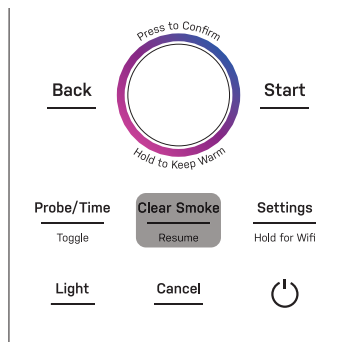 Press to Confirm
Back
Start
Hold to Keep Warm
Probe/Time
Clear Smoke
Settings
Toggle
Resume
Hold for Wifi
Light
Cancel